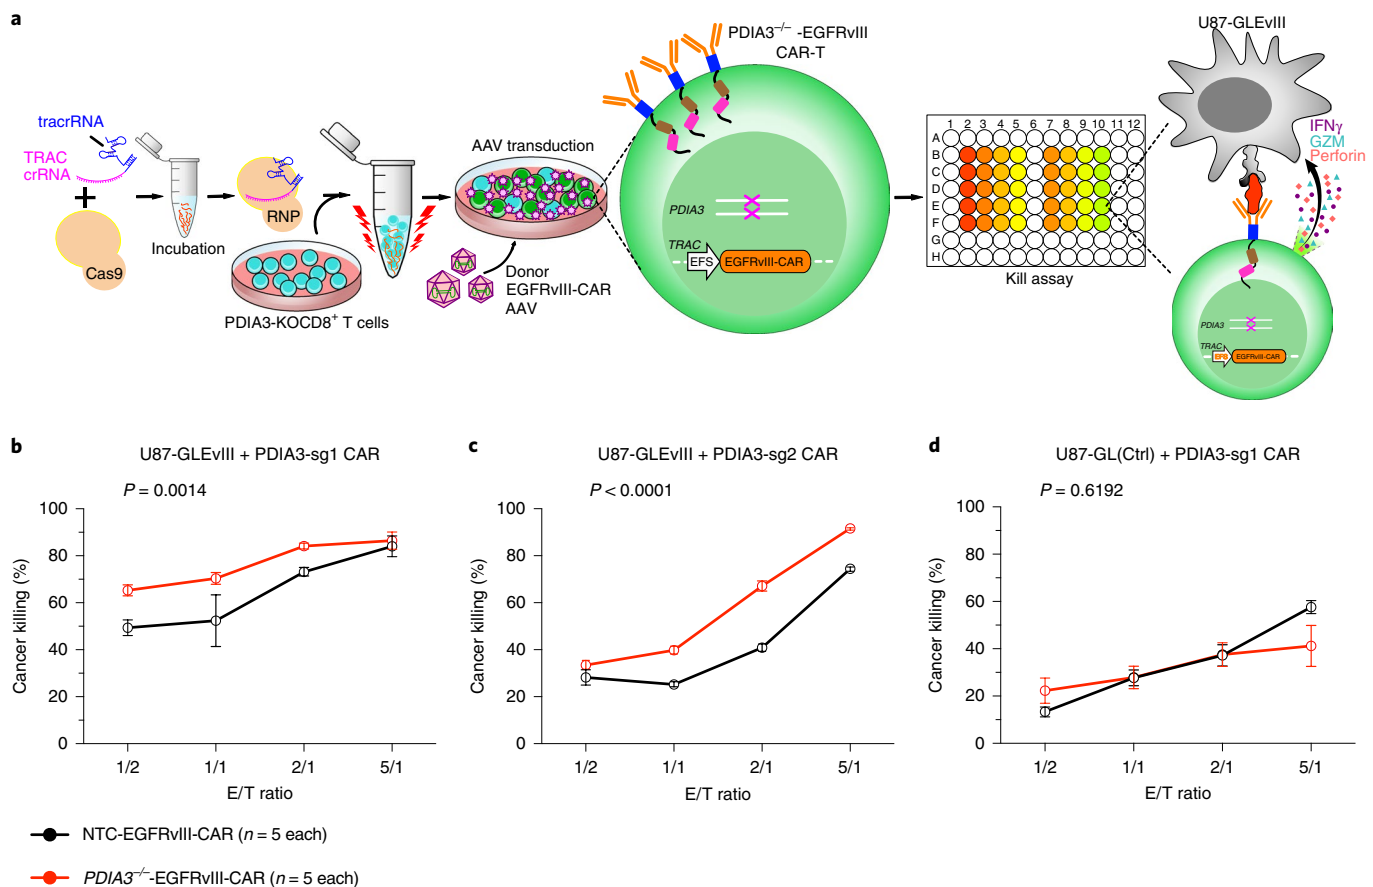 a
tracrRNA
TRAC
crRNA
Cas9
Incubation
RNP
PDIA3-KOCD8+ T cells
AAV transduction
Donor
EGFRvIII-CAR
AAV
PDIA3–/– -EGFRvIII
CAR-T
PDIA3
TRAC
EFS
EGFRvIII-CAR
1 2 3 4 5 6 7 8 9 10 11 12
A
B
C
D
E
F
G
H
Kill assay
U87-GLEvIII
IFNγ
GZM
Perforin
PDIA3
TRAC
EFS
EGFRvIII-CAR
b
U87-GLEvIII + PDIA3-sg1 CAR
P = 0.0014
Cancer killing (%)
100
80
60
40
20
0
1/2 1/1 2/1 5/1
E/T ratio
c
U87-GLEvIII + PDIA3-sg2 CAR
P < 0.0001
Cancer killing (%)
100
80
60
40
20
0
1/2 1/1 2/1 5/1
E/T ratio
d
U87-GL(Ctrl) + PDIA3-sg1 CAR
P = 0.6192
Cancer killing (%)
100
80
60
40
20
0
1/2 1/1 2/1 5/1
E/T ratio
NTC-EGFRvIII-CAR (n = 5 each)
PDIA3–/–-EGFRvIII-CAR (n = 5 each)